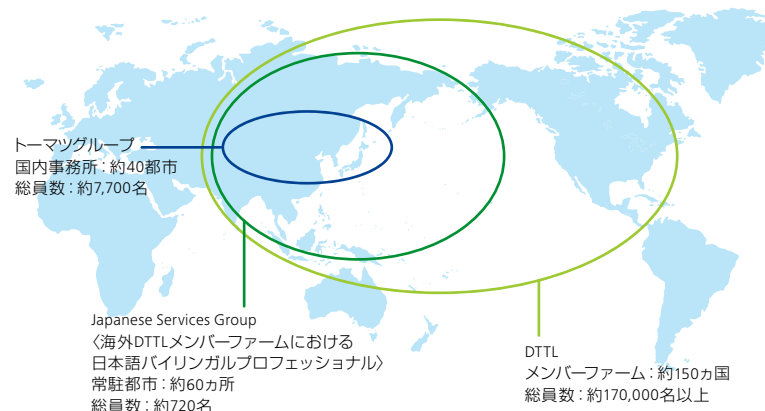 トーマツグループ
国内事務所：約40都市
総員数：約7,700名
Japanese Services Group
〈海外DTTLメンバーファームにおける
日本語バイリンガルプロフェッショナル〉
常駐都市：約60ヵ所
総員数：約720名
DTTL
メンバーファーム：約150ヵ国
総員数：約170,000名以上